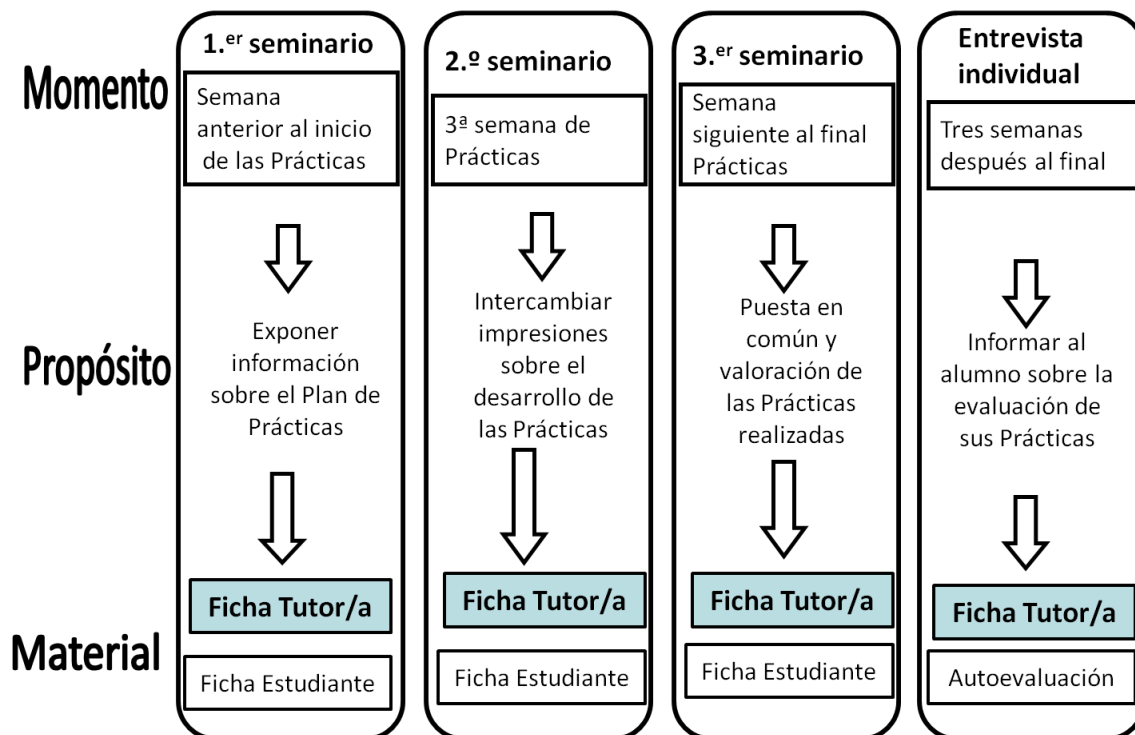 Momento
1.er seminario
Semana
anterior al inicio
de las Prácticas
Exponer
información
sobre el Plan de
Prácticas
Ficha Tutor/a
Ficha Estudiante
2.º seminario
3ª semana de
Prácticas
Intercambiar
impresiones
sobre el
desarrollo de
las Prácticas
Ficha Tutor/a
Ficha Estudiante
3.er seminario
Semana
siguiente al final
Prácticas
Puesta en
común y
valoración de
las Prácticas
realizadas
Ficha Tutor/a
Ficha Estudiante
Entrevista
individual
Tres semanas
después al final
Informar al
alumno sobre la
evaluación de
sus Prácticas
Ficha Tutor/a
Autoevaluación
Propósito
Material